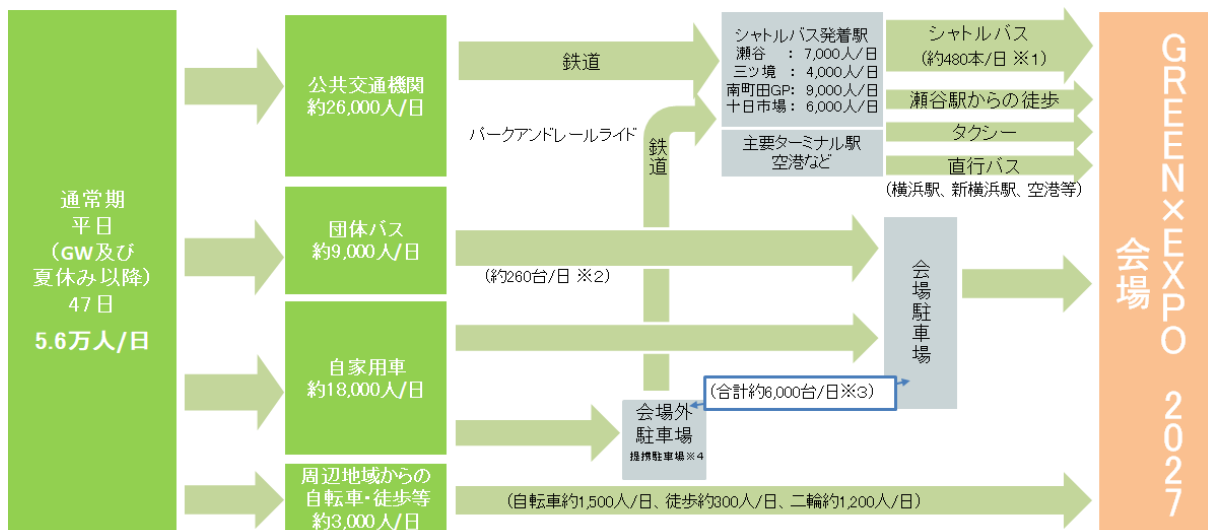 通常期
平日
(GW及び
夏休み以降)
47日
5.6万人/日
公共交通機関
約26,000人/日
団体バス
約9,000人/日
自家用車
約18,000人/日
周辺地域からの
自転車・徒歩等
約3,000人/日
鉄道
パークアンドレールライド
鉄道
(約260台/日 ※2)
会場外
駐車場
提携駐車場※4
(合計約6,000台/日※3)
(自転車約1,500人/日、徒歩約300人/日、二輪約1,200人/日)
シャトルバス発着駅
瀬谷 : 7,000人/日
三ツ境 : 4,000人/日
南町田GP: 9,000人/日
十日市場: 6,000人/日
主要ターミナル駅
空港など
会場駐車場
シャトルバス
(約480本/日 ※1)
瀬谷駅からの徒歩
タクシー
直行バス
(横浜駅、新横浜駅、空港等)
GREEN×EXPO 2027
会場